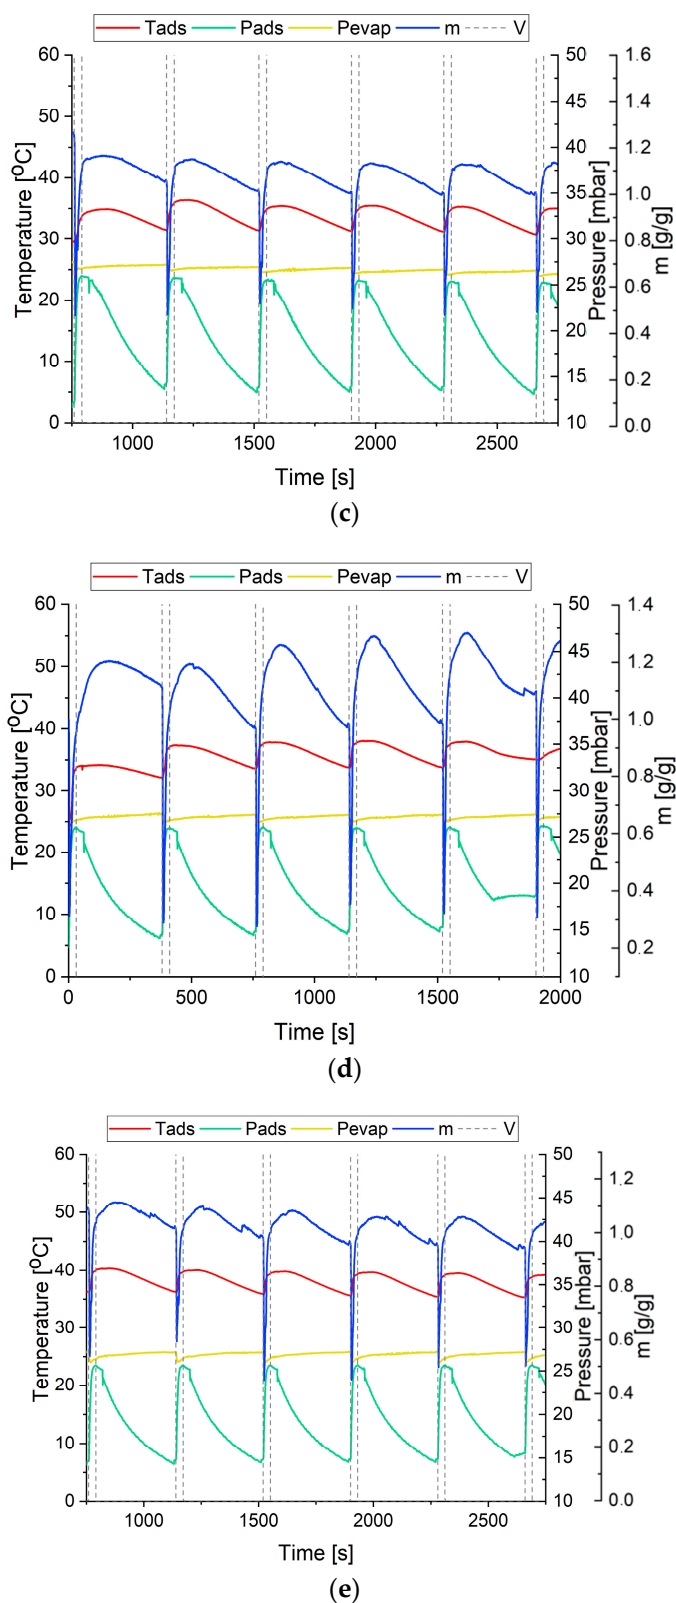 Tads Pads Pevap m V
60 50 1.6
50 45 1.4
40 40 1.2
30 35 1.0
20 30 0.8
10 25 0.6
0 20 0.4
15 0.2
10 0.0
Temperature [ºC]
Pressure [mbar]
m [g/g]
1000 1500 2000 2500
Time [s]
(c)
Tads Pads Pevap m V
60 50 1.4
50 45 1.2
40 40 1.0
30 35 0.8
20 30 0.6
10 25 0.4
0 20 0.2
15
10
Temperature [ºC]
Pressure [mbar]
m [g/g]
0 500 1000 1500 2000
Time [s]
(d)
Tads Pads Pevap m V
60 50 1.2
50 45 1.0
40 40 0.8
30 35 0.6
20 30 0.4
10 25 0.2
0 20 0.0
15
10
Temperature [ºC]
Pressure [mbar]
m [g/g]
1000 1500 2000 2500
Time [s]
(e)